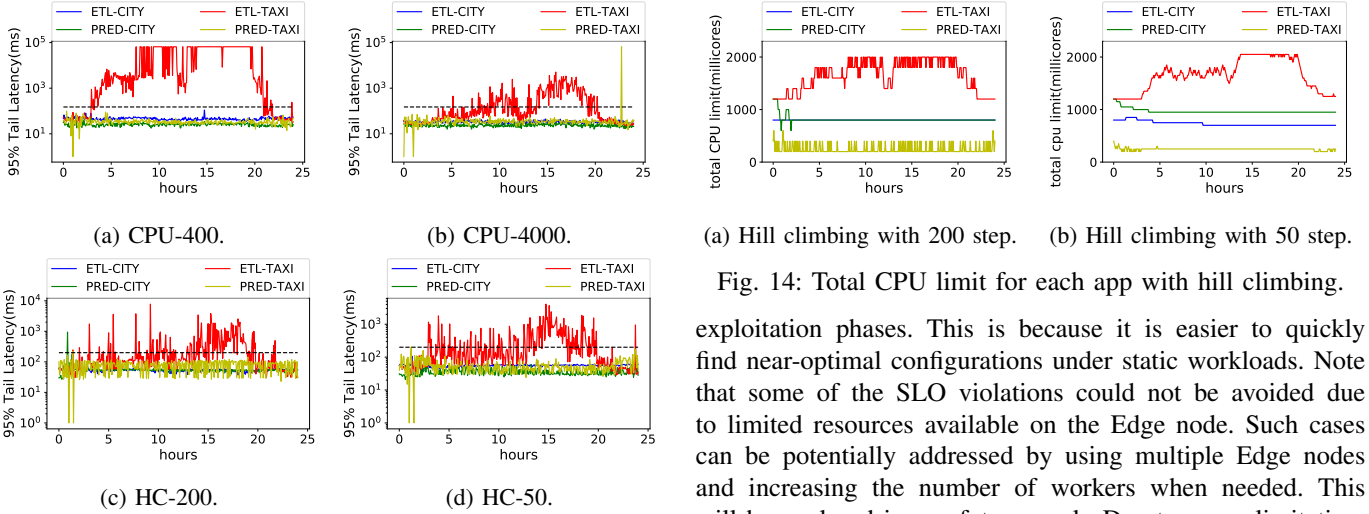 ETL-CITY ETL-TAXI
PRED-CITY PRED-TAXI
95% Tail Latency(ms)
10^5
10^3
10^1
0 5 10 15 20 25
hours
(a) CPU-400.
ETL-CITY ETL-TAXI
PRED-CITY PRED-TAXI
95% Tail Latency(ms)
10^5
10^3
10^1
0 5 10 15 20 25
hours
(b) CPU-4000.
ETL-CITY ETL-TAXI
PRED-CITY PRED-TAXI
95% Tail Latency(ms)
10^4
10^3
10^2
10^1
10^0
0 5 10 15 20 25
hours
(c) HC-200.
ETL-CITY ETL-TAXI
PRED-CITY PRED-TAXI
95% Tail Latency(ms)
10^3
10^2
10^1
10^0
0 5 10 15 20 25
hours
(d) HC-50.
ETL-CITY ETL-TAXI
PRED-CITY PRED-TAXI
total CPU limit(millicores)
2000
1000
0
0 5 10 15 20 25
hours
(a) Hill climbing with 200 step.
ETL-CITY ETL-TAXI
PRED-CITY PRED-TAXI
total cpu limit(millicores)
2000
1000
0
0 5 10 15 20 25
hours
(b) Hill climbing with 50 step.
Fig. 14: Total CPU limit for each app with hill climbing.
exploitation phases. This is because it is easier to quickly
find near-optimal configurations under static workloads. Note
that some of the SLO violations could not be avoided due
to limited resources available on the Edge node. Such cases
can be potentially addressed by using multiple Edge nodes
and increasing the number of workers when needed. This